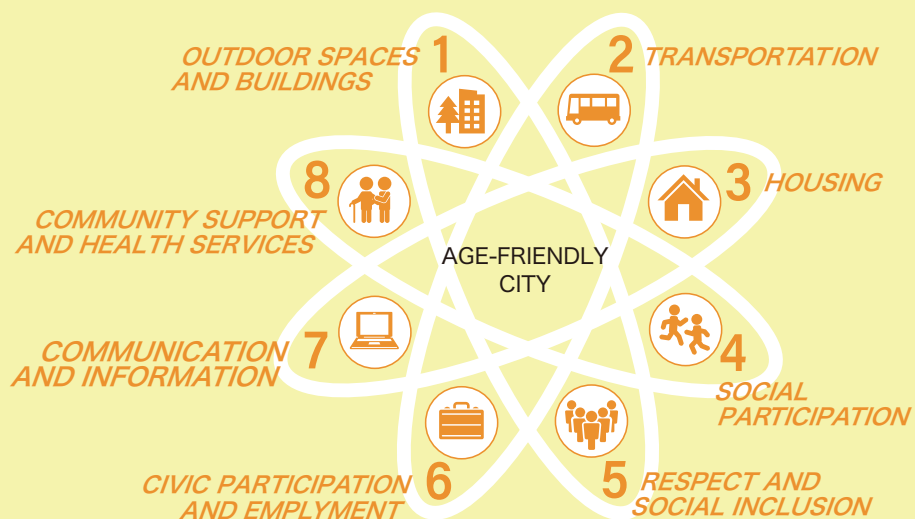 1
OUTDOOR SPACES
AND BUILDINGS
2
TRANSPORTATION
3
HOUSING
4
SOCIAL
PARTICIPATION
5
RESPECT AND
SOCIAL INCLUSION
6
CIVIC PARTICIPATION
AND EMPLYMENT
7
COMMUNICATION
AND INFORMATION
8
COMMUNITY SUPPORT
AND HEALTH SERVICES
AGE-FRIENDLY
CITY